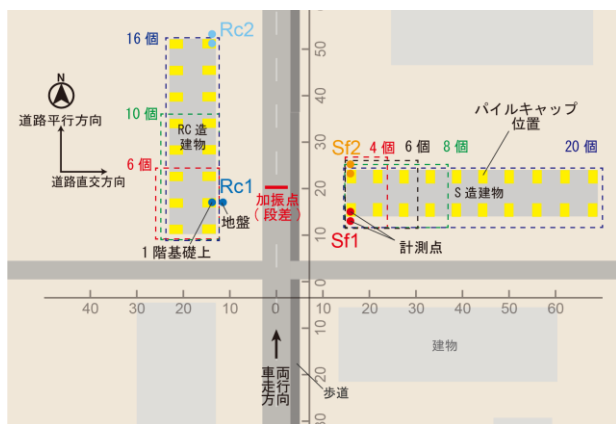 16 個
Rc2
N
道路平行方向
道路直交方向
10 個
RC 造
建物
6 個
Rc1
地盤
1 階基礎上
加振点
(段差)
パイルキャップ
位置
Sf2
4 個
6 個
8 個
20 個
S 造建物
Sf1
計測点
50
40
30
20
10
0
40
30
20
10
0
10
20
30
40
50
60
10
20
30
車両
走行
方向
歩道
建物